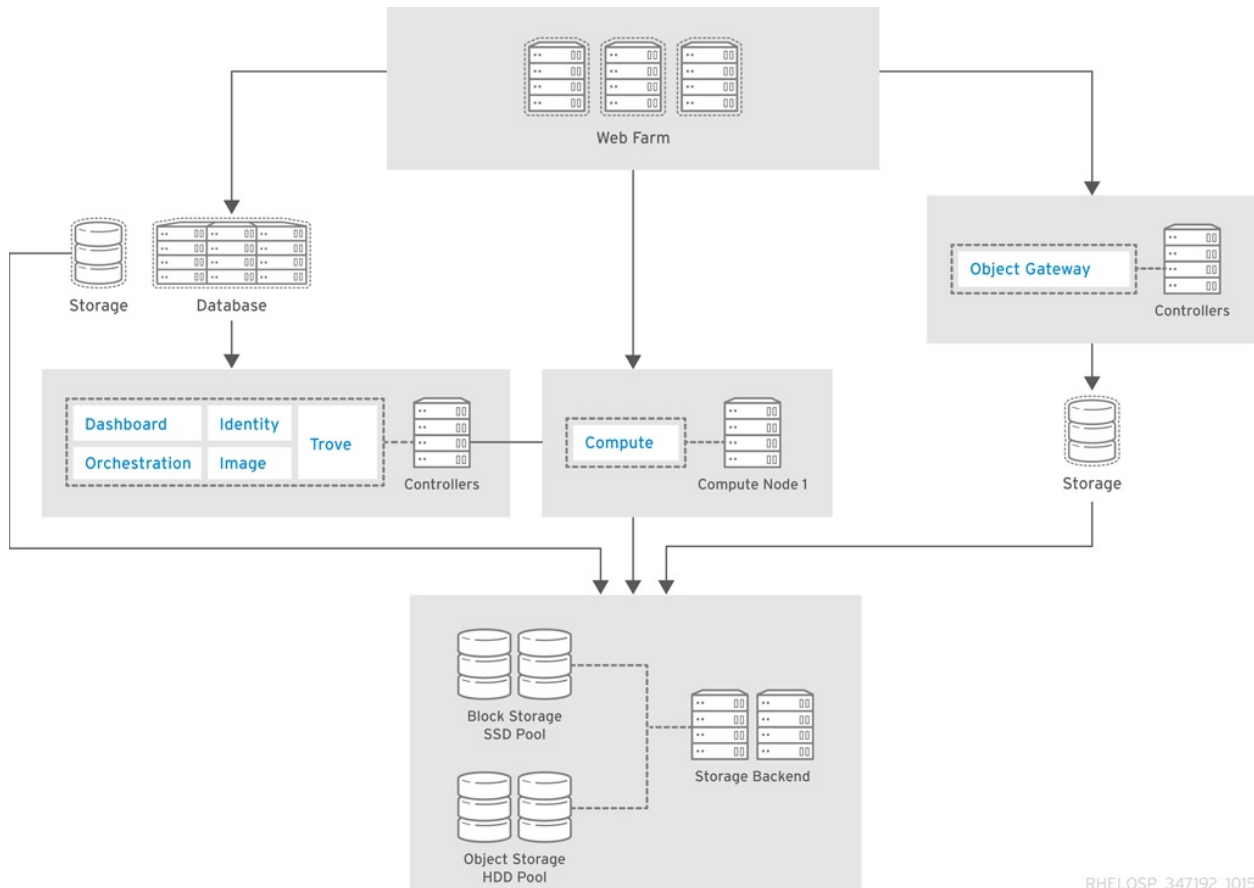 Web Farm
Storage
Database
Object Gateway
Controllers
Dashboard
Identity
Trove
Orchestration
Image
Controllers
Compute
Compute Node 1
Storage
Block Storage
SSD Pool
Storage Backend
Object Storage
HDD Pool
RHELOSP_347192_1015